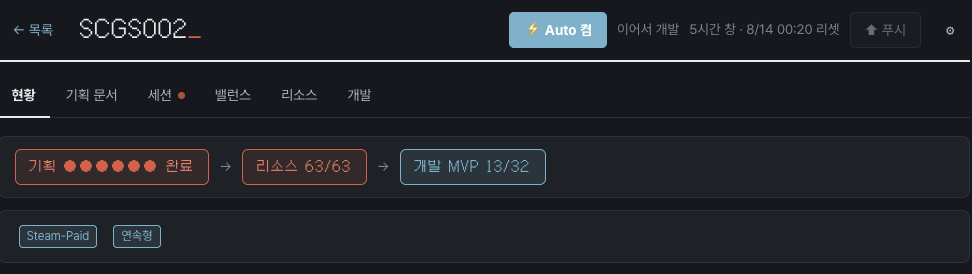 ← 목록 SCGS002_ ⚡ Auto 켬 이어서 개발 5시간 창 · 8/14 00:20 리셋 ⬆ 푸시 ⚙
현황 기획 문서 세션 ● 밸런스 리소스 개발
기획 ●●●●●● 완료 → 리소스 63/63 → 개발 MVP 13/32
Steam-Paid 연속형